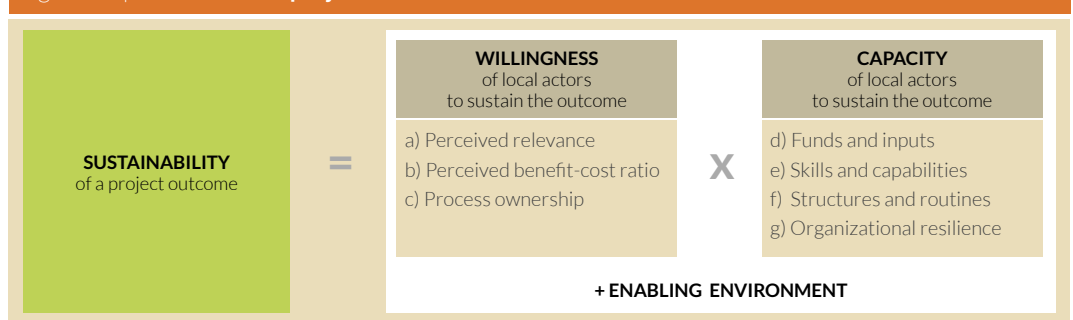 SUSTAINABILITY
of a project outcome
=
WILLINGNESS
of local actors
to sustain the outcome
a) Perceived relevance
b) Perceived benefit-cost ratio
c) Process ownership
X
CAPACITY
of local actors
to sustain the outcome
d) Funds and inputs
e) Skills and capabilities
f) Structures and routines
g) Organizational resilience
+ ENABLING ENVIRONMENT